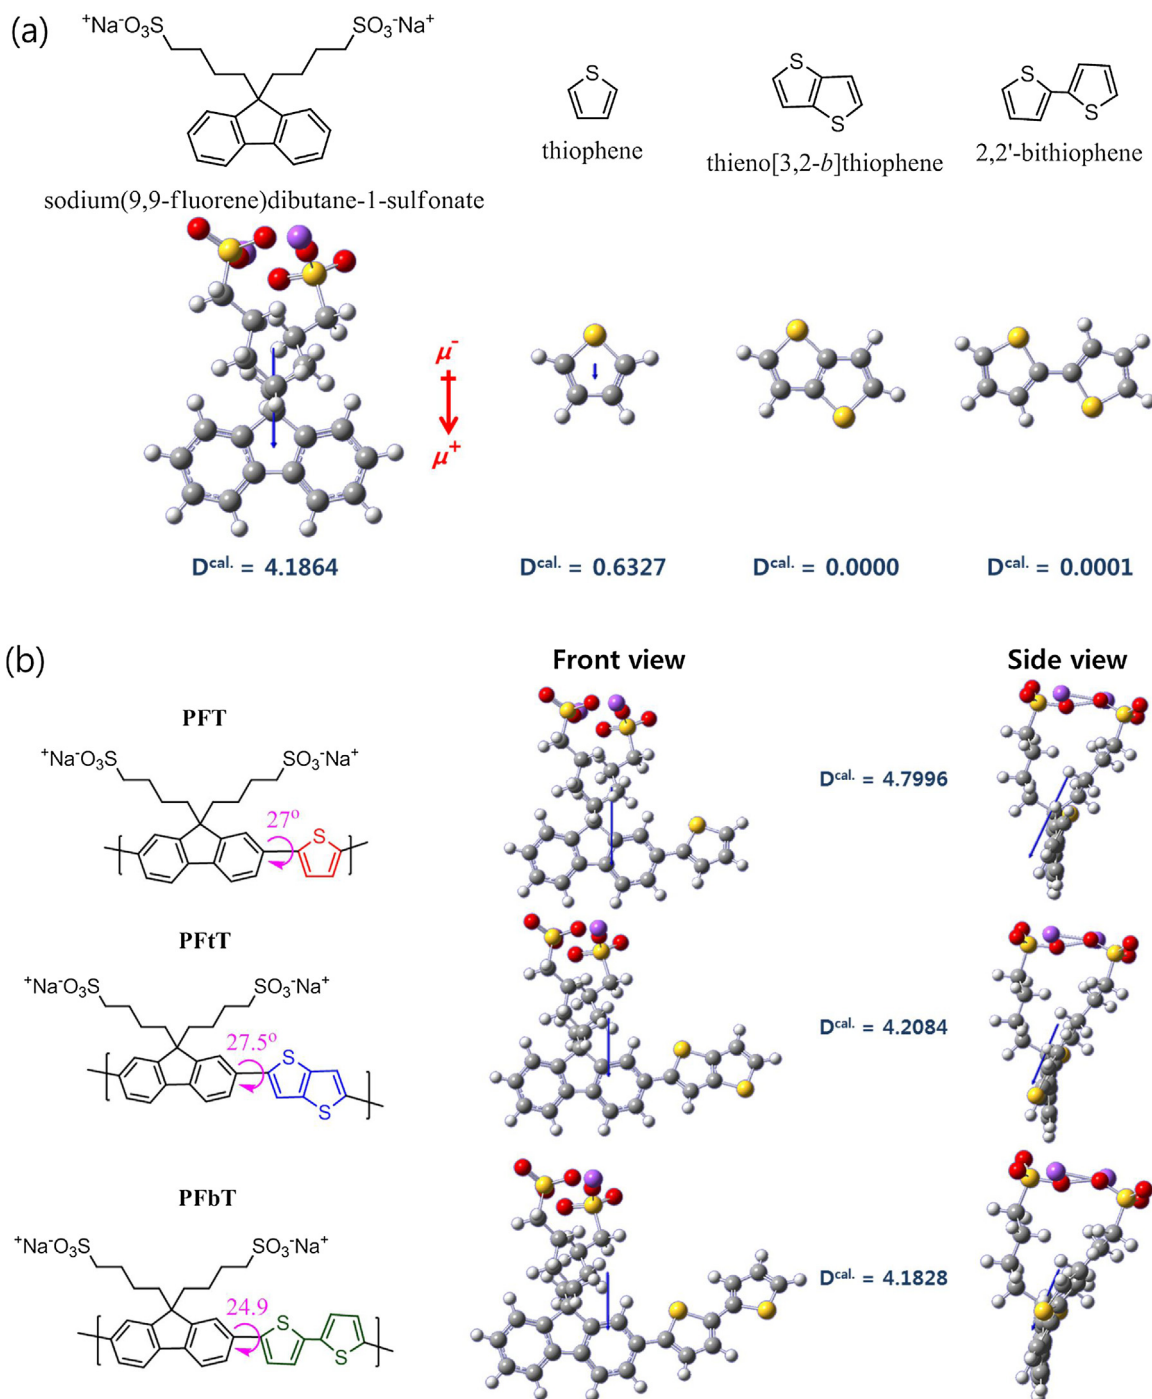 (a)
⁺Na⁻O₃S SO₃⁻Na⁺
S
S
S
S
S
sodium(9,9-fluorene)dibutane-1-sulfonate
thiophene
thieno[3,2-b]thiophene
2,2'-bithiophene
μ⁻
μ⁺
Dᶜᵃˡ· = 4.1864
Dᶜᵃˡ· = 0.6327
Dᶜᵃˡ· = 0.0000
Dᶜᵃˡ· = 0.0001
(b)
Front view
Side view
PFT
⁺Na⁻O₃S SO₃⁻Na⁺
27°
S
Dᶜᵃˡ· = 4.7996
PFtT
⁺Na⁻O₃S SO₃⁻Na⁺
27.5°
S
S
Dᶜᵃˡ· = 4.2084
PFbT
⁺Na⁻O₃S SO₃⁻Na⁺
24.9
S
S
Dᶜᵃˡ· = 4.1828